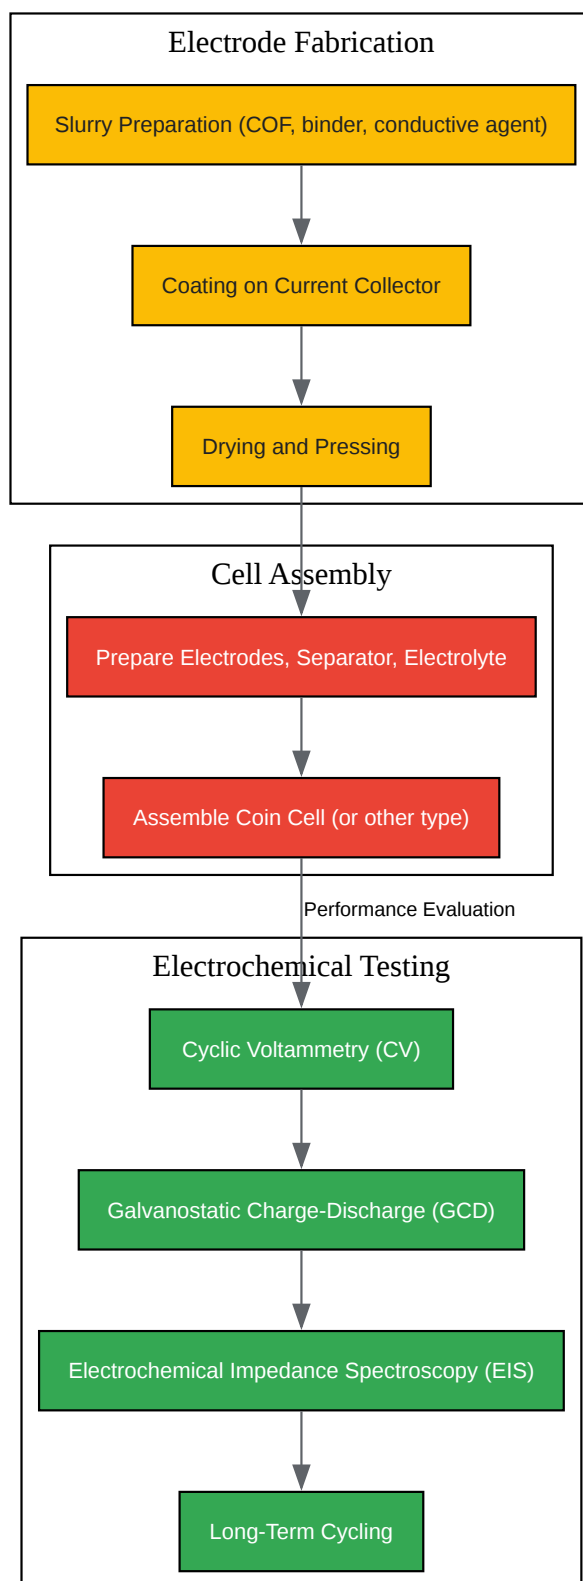 Electrode Fabrication
Slurry Preparation (COF, binder, conductive agent)
Coating on Current Collector
Drying and Pressing
Cell Assembly
Prepare Electrodes, Separator, Electrolyte
Assemble Coin Cell (or other type)
Performance Evaluation
Electrochemical Testing
Cyclic Voltammetry (CV)
Galvanostatic Charge-Discharge (GCD)
Electrochemical Impedance Spectroscopy (EIS)
Long-Term Cycling